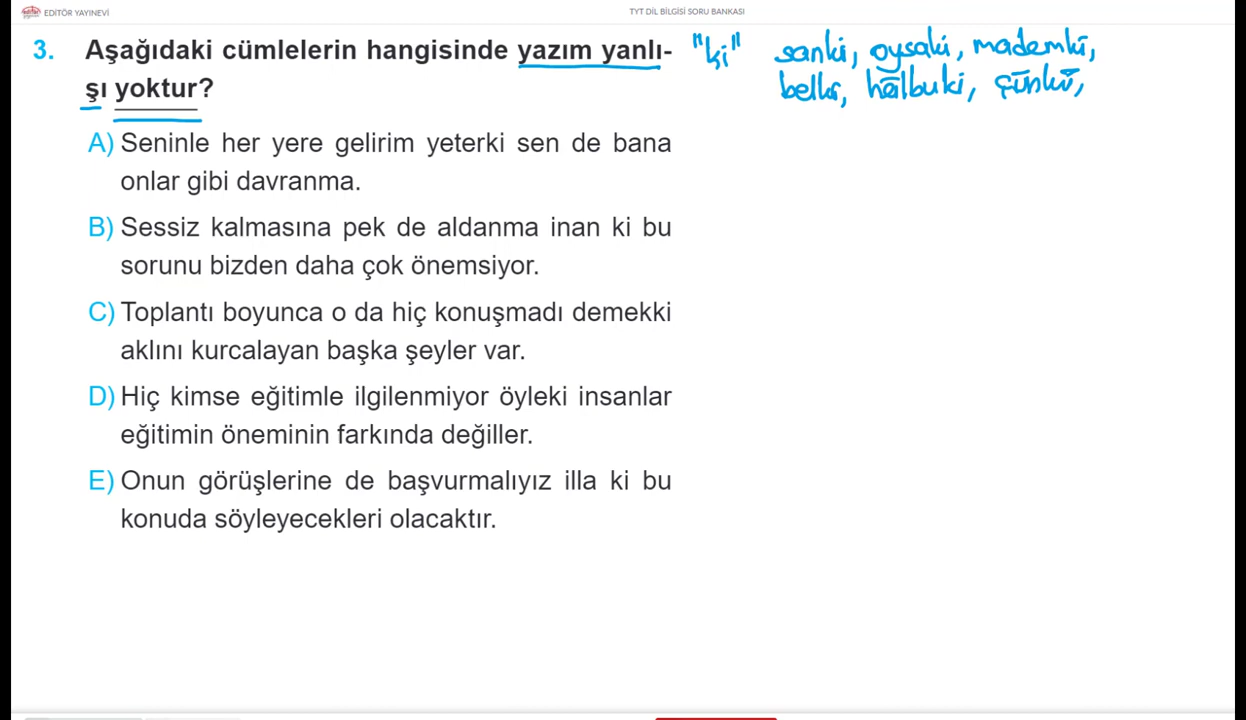 EDİTÖR YAYINEVİ
TYT DİL BİLGİSİ SORU BANKASI
3. Aşağıdaki cümlelerin hangisinde yazım yanlı-
şı yoktur?
"ki" sanki, oysaki, mademki,
belki, hâlbuki, çünkü,
A) Seninle her yere gelirim yeterki sen de bana
onlar gibi davranma.
B) Sessiz kalmasına pek de aldanma inan ki bu
sorunu bizden daha çok önemsiyor.
C) Toplantı boyunca o da hiç konuşmadı demekki
aklını kurcalayan başka şeyler var.
D) Hiç kimse eğitimle ilgilenmiyor öyleki insanlar
eğitimin öneminin farkında değiller.
E) Onun görüşlerine de başvurmalıyız illa ki bu
konuda söyleyecekleri olacaktır.